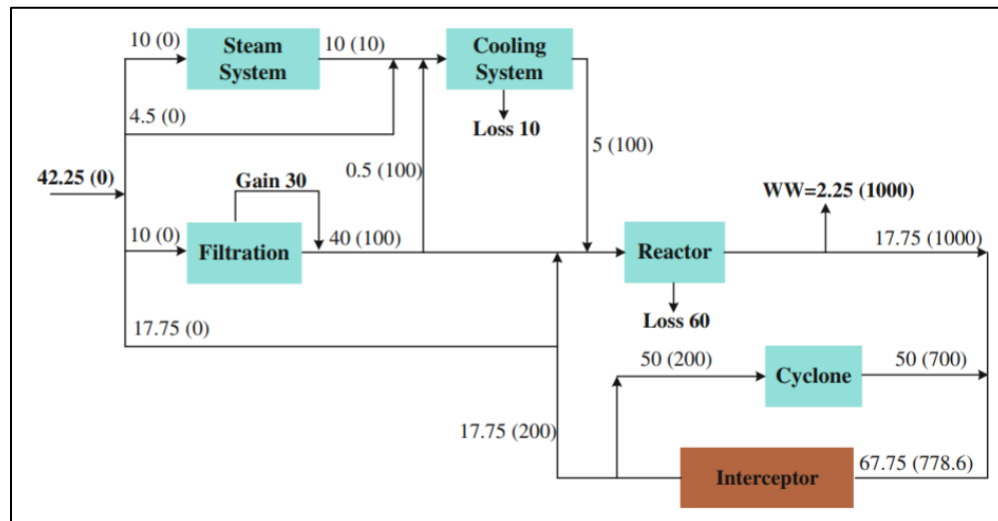 10 (0)
Steam
System
10 (10)
Cooling
System
4.5 (0)
Loss 10
5 (100)
42.25 (0)
Gain 30
0.5 (100)
WW=2.25 (1000)
10 (0)
Filtration
40 (100)
Reactor
17.75 (1000)
17.75 (0)
Loss 60
50 (200)
Cyclone
50 (700)
17.75 (200)
Interceptor
67.75 (778.6)